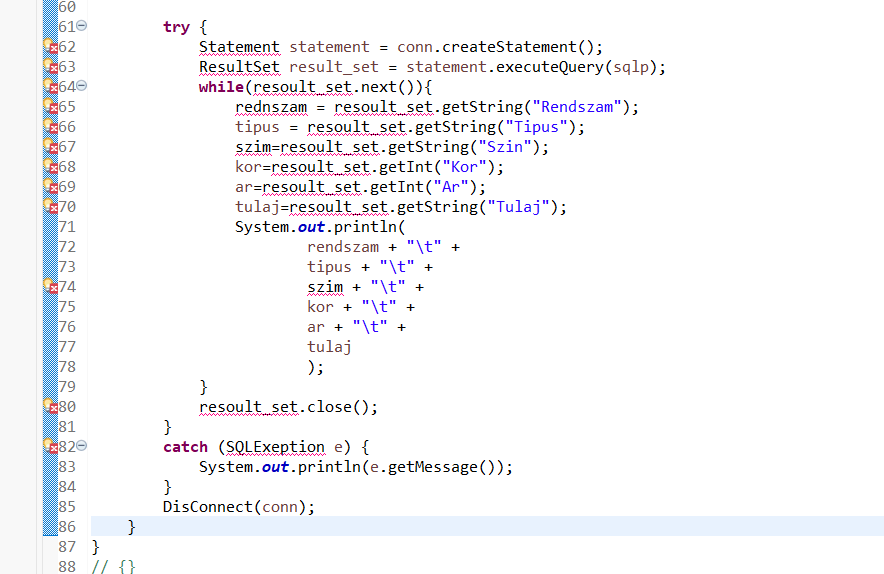 60
61 try {
62 Statement statement = conn.createStatement();
63 ResultSet result_set = statement.executeQuery(sqlp);
64 while(resoult_set.next()){
65 rednszam = resoult_set.getString("Rendszam");
66 tipus = resoult_set.getString("Tipus");
67 szim=resoult_set.getString("Szin");
68 kor=resoult_set.getInt("Kor");
69 ar=resoult_set.getInt("Ar");
70 tulaj=resoult_set.getString("Tulaj");
71 System.out.println(
72 rendszam + "\t" +
73 tipus + "\t" +
74 szim + "\t" +
75 kor + "\t" +
76 ar + "\t" +
77 tulaj
78 );
79 }
80 resoult_set.close();
81 }
82 catch (SQLExeption e) {
83 System.out.println(e.getMessage());
84 }
85 DisConnect(conn);
86 }
87 }
88 // {}